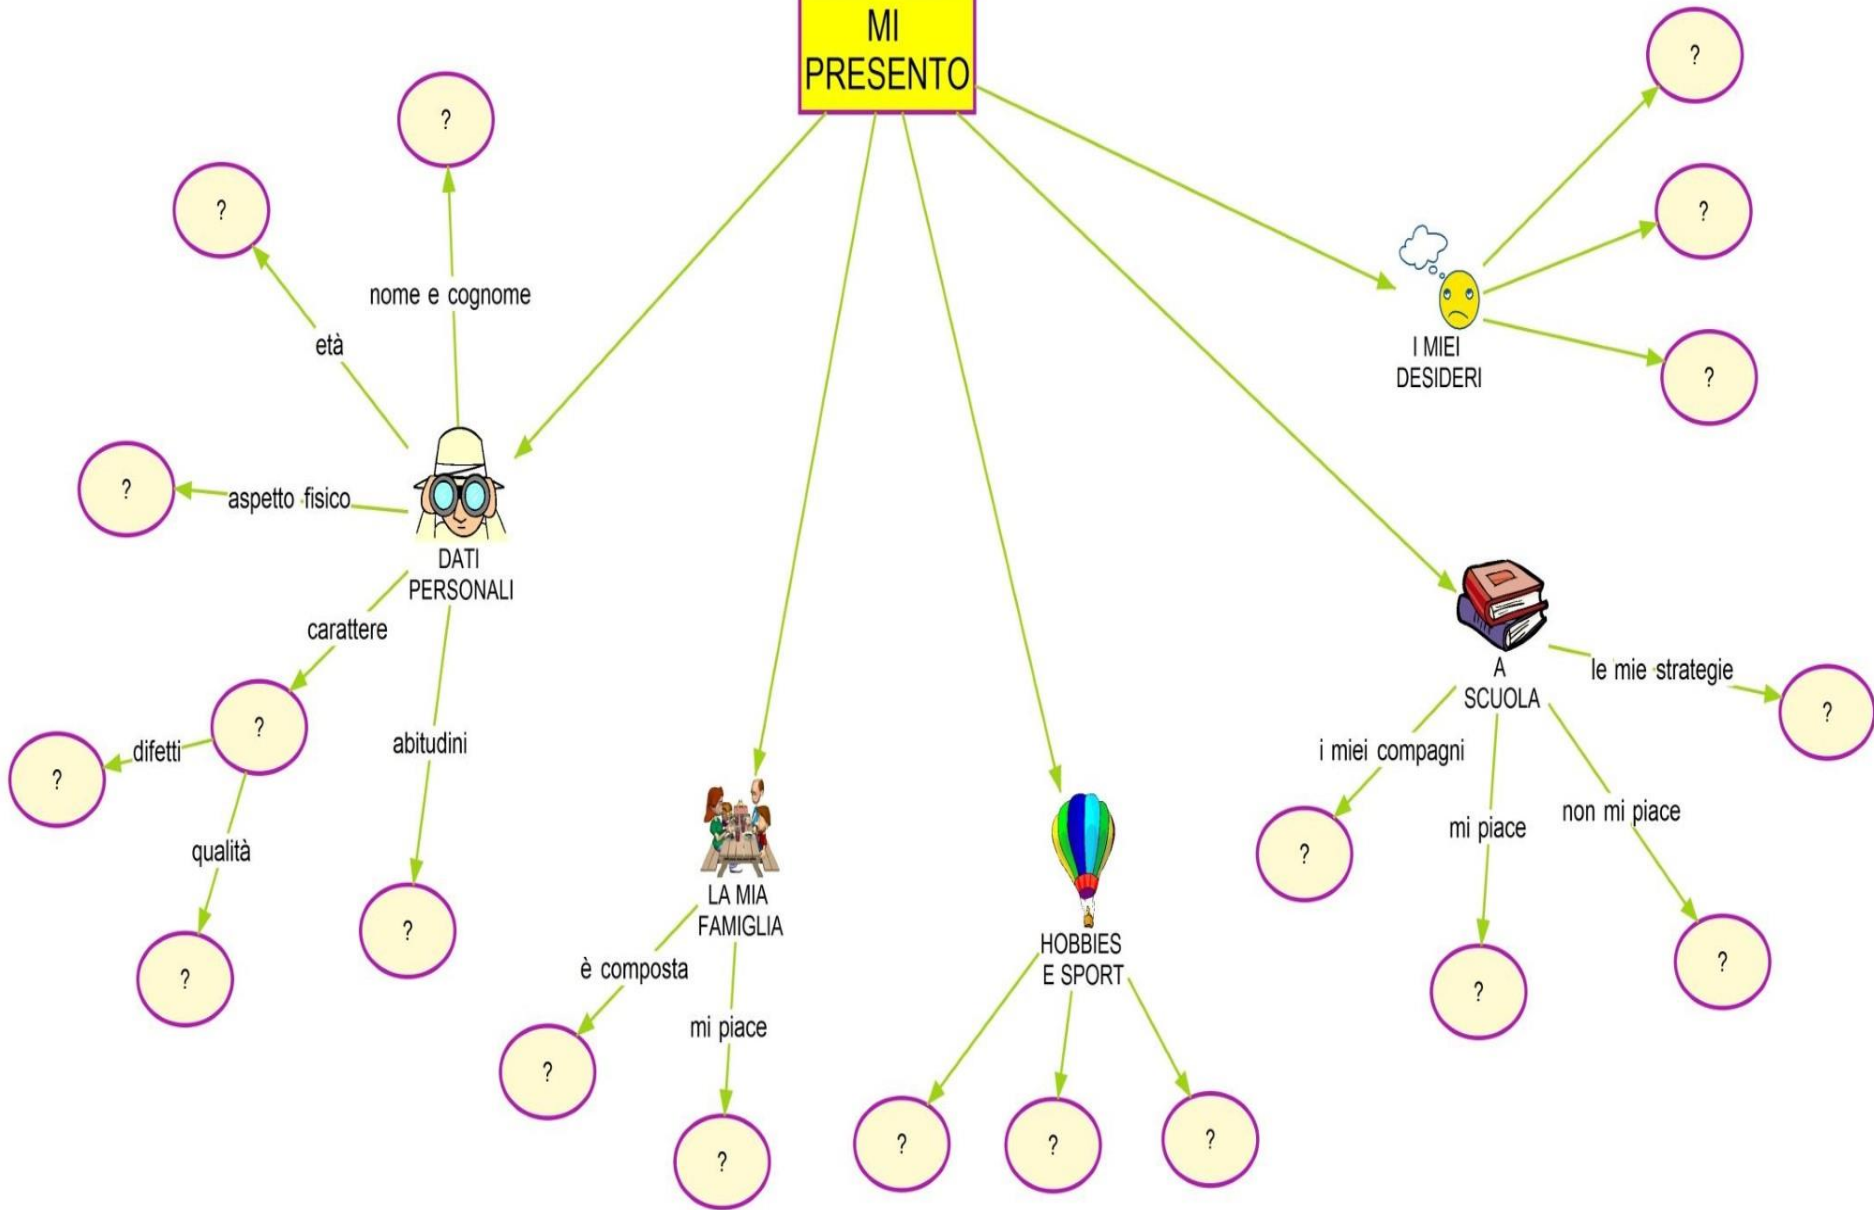 MI
PRESENTO
?
?
?
?
?
nome e cognome
età
aspetto fisico
DATI
PERSONALI
?
carattere
?
difetti
?
qualità
?
abitudini
?
LA MIA
FAMIGLIA
è composta
?
mi piace
?
HOBBIES
E SPORT
?
?
?
I MIEI
DESIDERI
A
SCUOLA
le mie strategie
?
i miei compagni
?
mi piace
?
non mi piace
?